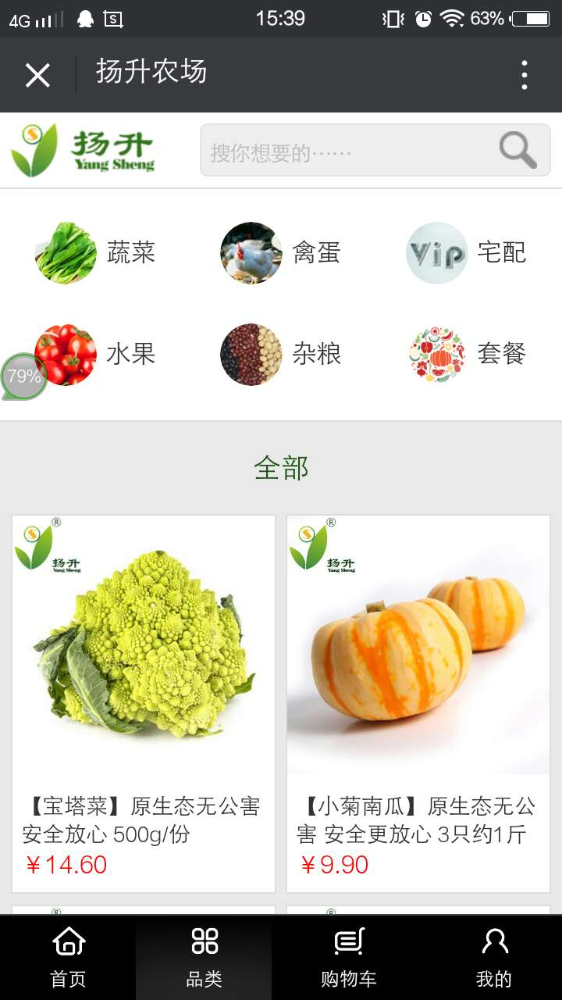 4G 15:39 63%
扬升农场
扬升
Yang Sheng
搜你想要的……
蔬菜 禽蛋 Vip 宅配
水果 杂粮 套餐
79%
全部
®
扬升
Yang Sheng
®
扬升
Yang Sheng
【宝塔菜】原生态无公害
安全放心 500g/份
￥14.60
【小菊南瓜】原生态无公
害 安全更放心 3只约1斤
￥9.90
®
®
首页 品类 购物车 我的